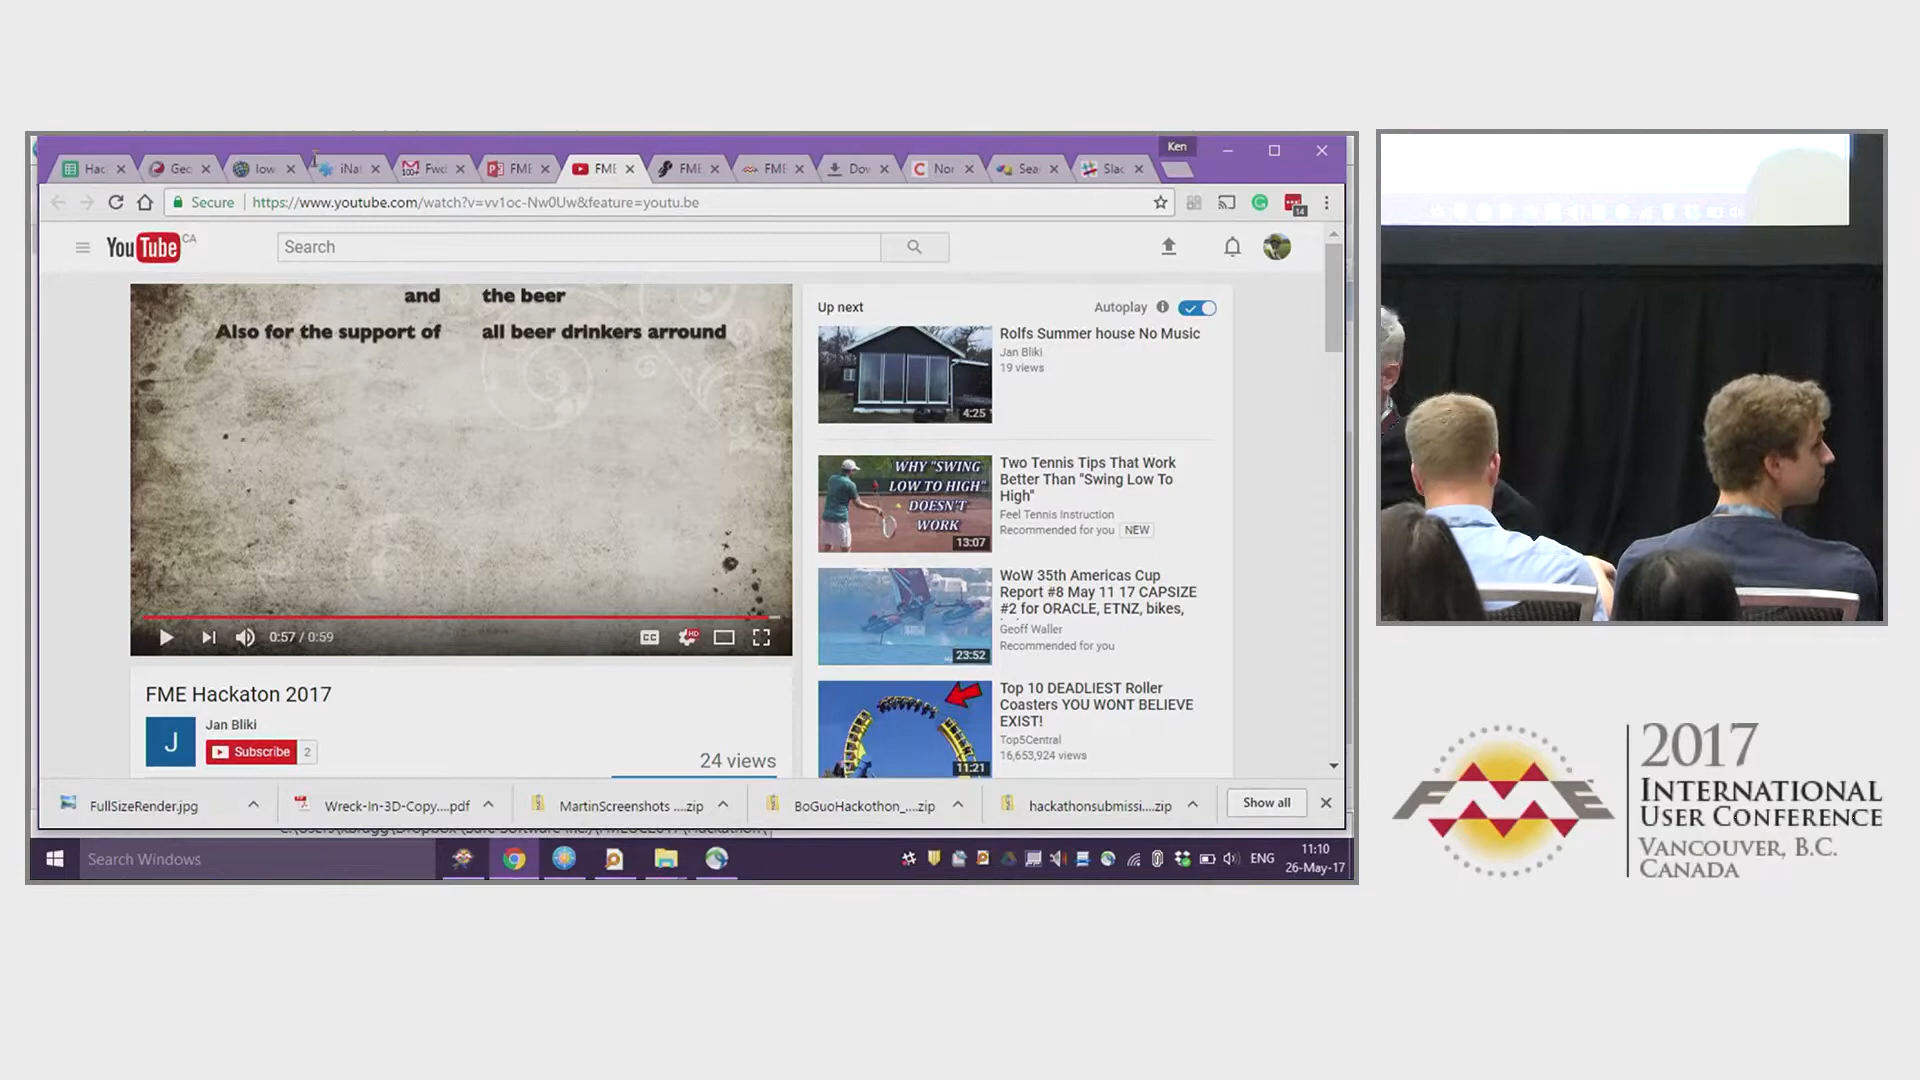 Ken
Hac
Geo
low
iNa
Fwd
FME
FME
FME
FME
Dov
Nor
Sea
Slac
Secure
https://www.youtube.com/watch?v=vv1oc-Nw0Uw&feature=youtu.be
14
YouTube CA
Search
and the beer
Also for the support of all beer drinkers arround
0:57 / 0:59
CC
HD
FME Hackaton 2017
J
Jan Bliki
Subscribe 2
24 views
Up next
Autoplay
Rolfs Summer house No Music
Jan Bliki
19 views
4:25
WHY "SWING
LOW TO HIGH"
DOESN'T
WORK
13:07
Two Tennis Tips That Work
Better Than "Swing Low To
High"
Feel Tennis Instruction
Recommended for you NEW
WoW 35th Americas Cup
Report #8 May 11 17 CAPSIZE
#2 for ORACLE, ETNZ, bikes,
Geoff Waller
Recommended for you
23:52
Top 10 DEADLIEST Roller
Coasters YOU WONT BELIEVE
EXIST!
Top5Central
16,653,924 views
11:21
FullSizeRender.jpg
Wreck-In-3D-Copy....pdf
MartinScreenshots ....zip
BoGuoHackothon_....zip
hackathonsubmissi....zip
Show all
Search Windows
ENG
11:10
26-May-17
FME
2017
INTERNATIONAL
USER CONFERENCE
VANCOUVER, B.C.
CANADA